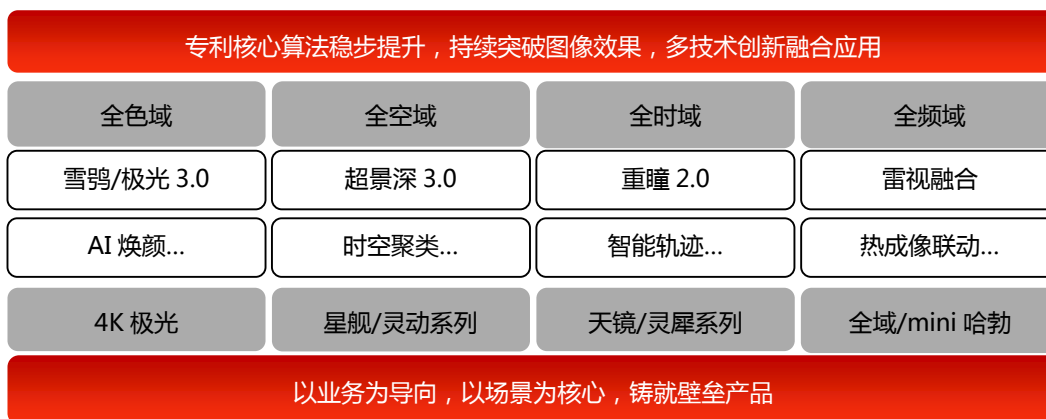 专利核心算法稳步提升，持续突破图像效果，多技术创新融合应用
全色域 全空域 全时域 全频域
雪鸮/极光 3.0 超景深 3.0 重瞳 2.0 雷视融合
AI 焕颜... 时空聚类... 智能轨迹... 热成像联动...
4K 极光 星舰/灵动系列 天镜/灵犀系列 全域/mini 哈勃
以业务为导向，以场景为核心，铸就壁垒产品